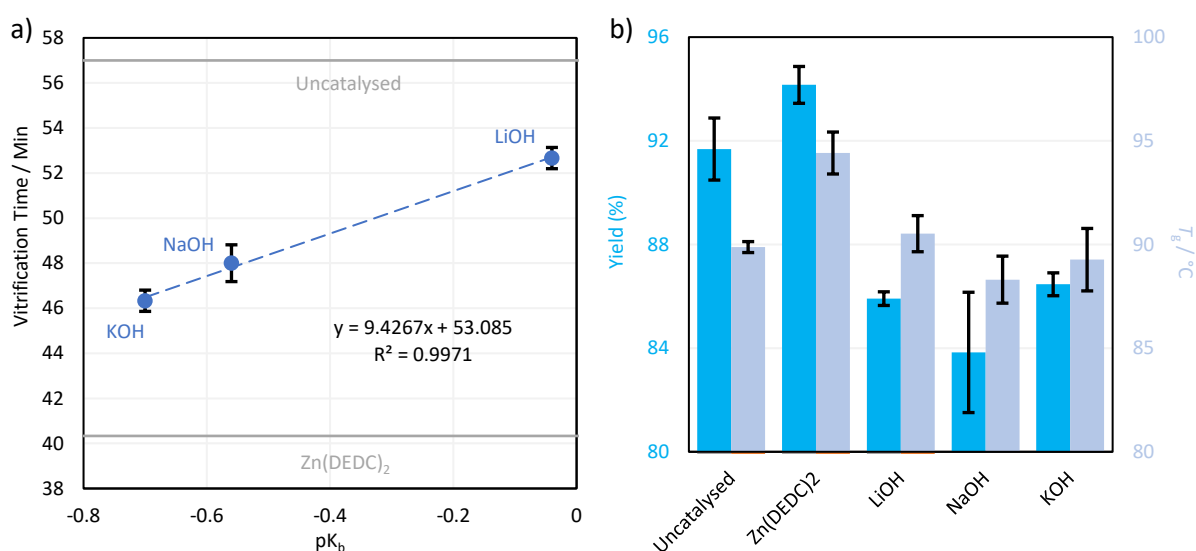 a)
58
56
54
52
50
48
46
44
42
40
38
Vitrification Time / Min
Uncatalysed
LiOH
NaOH
KOH
y = 9.4267x + 53.085
R² = 0.9971
Zn(DEDC)₂
-0.8
-0.6
-0.4
-0.2
0
pK_b
b)
96
92
88
84
80
Yield (%)
100
95
90
85
80
T_g / °C
Uncatalysed
Zn(DEDC)2
LiOH
NaOH
KOH